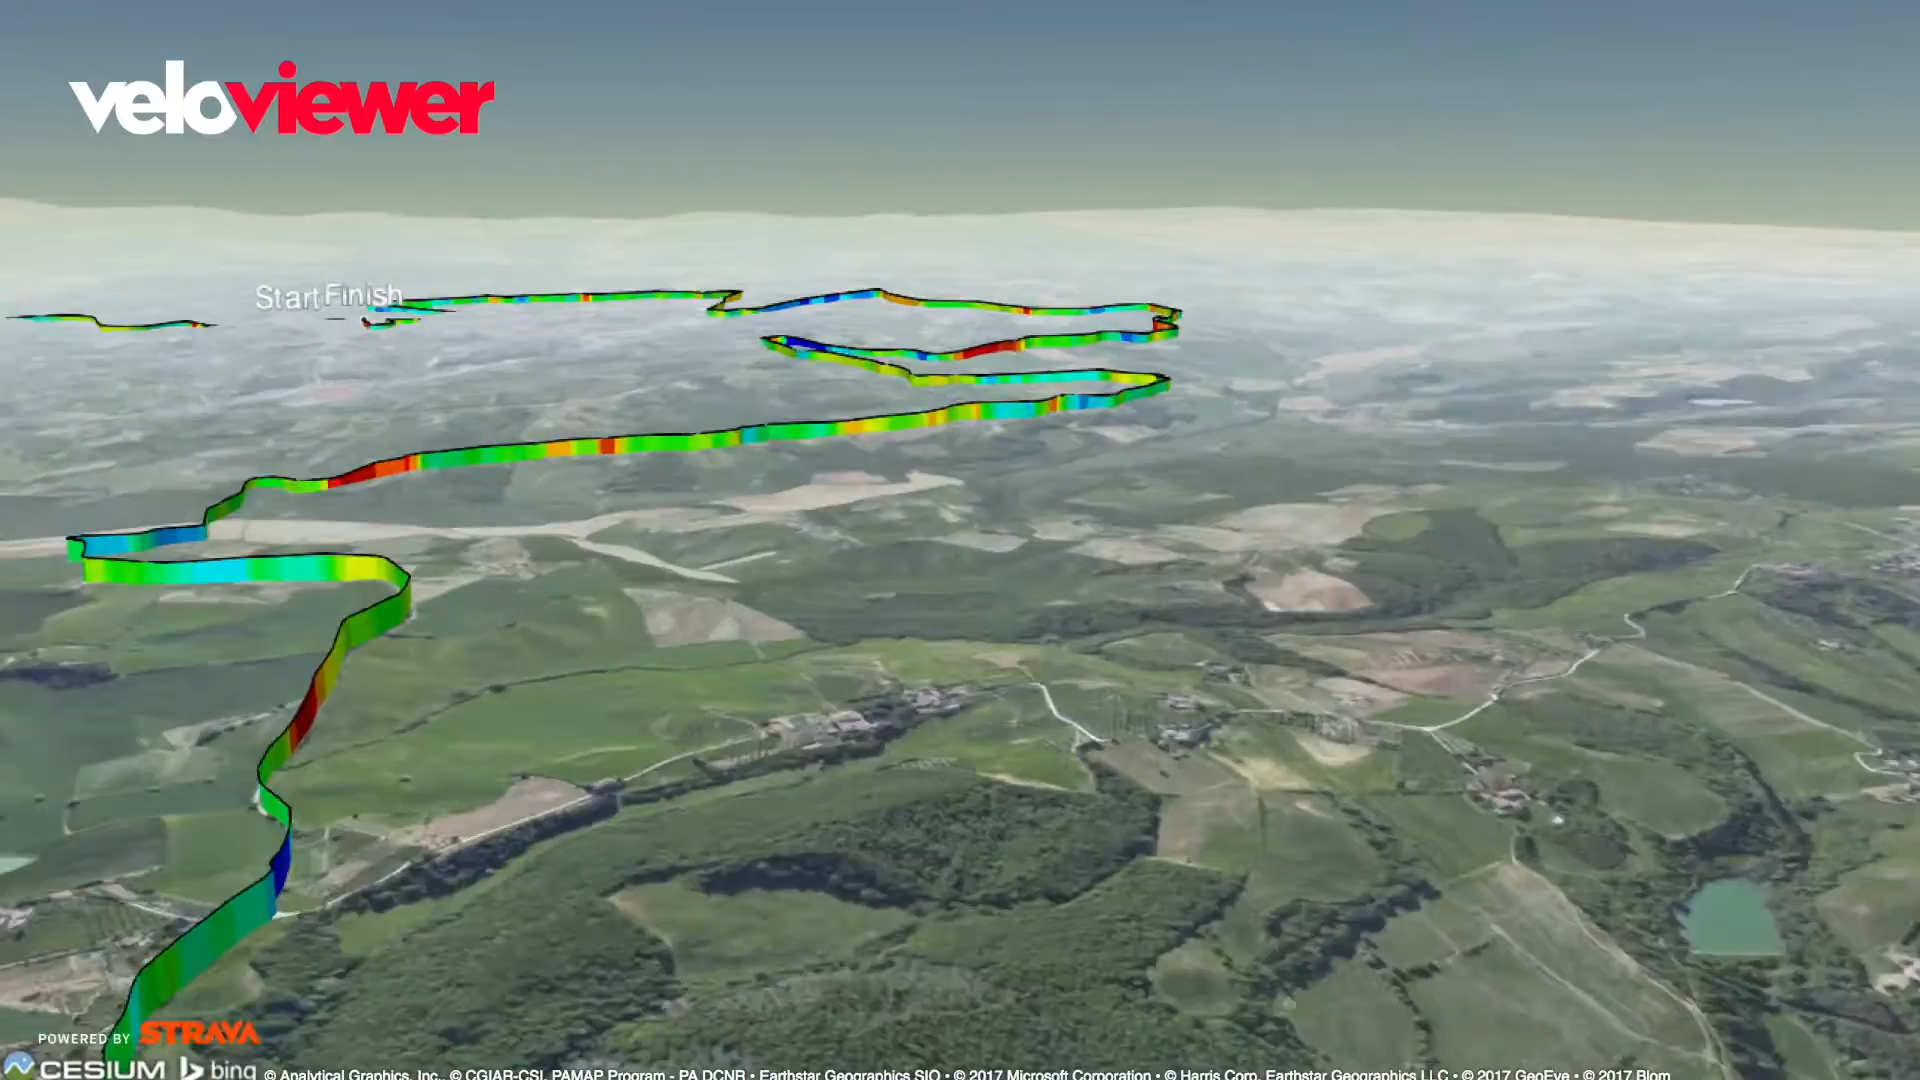 veloviewer
Start Finish
POWERED BY STRAVA
CESIUM bing © Analytical Graphics, Inc., © CGIAR-CSI, PAMAP Program - PA DCNR • Earthstar Geographics SIO • © 2017 Microsoft Corporation • © Harris Corp, Earthstar Geographics LLC • © 2017 GeoEye • © 2017 Blom